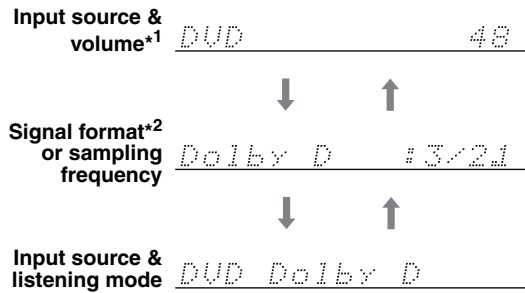 Input source &
volume*1
DVD 48
Signal format*2
or sampling
frequency
Dolby D :3/2.1
Input source &
listening mode
DVD Dolby D